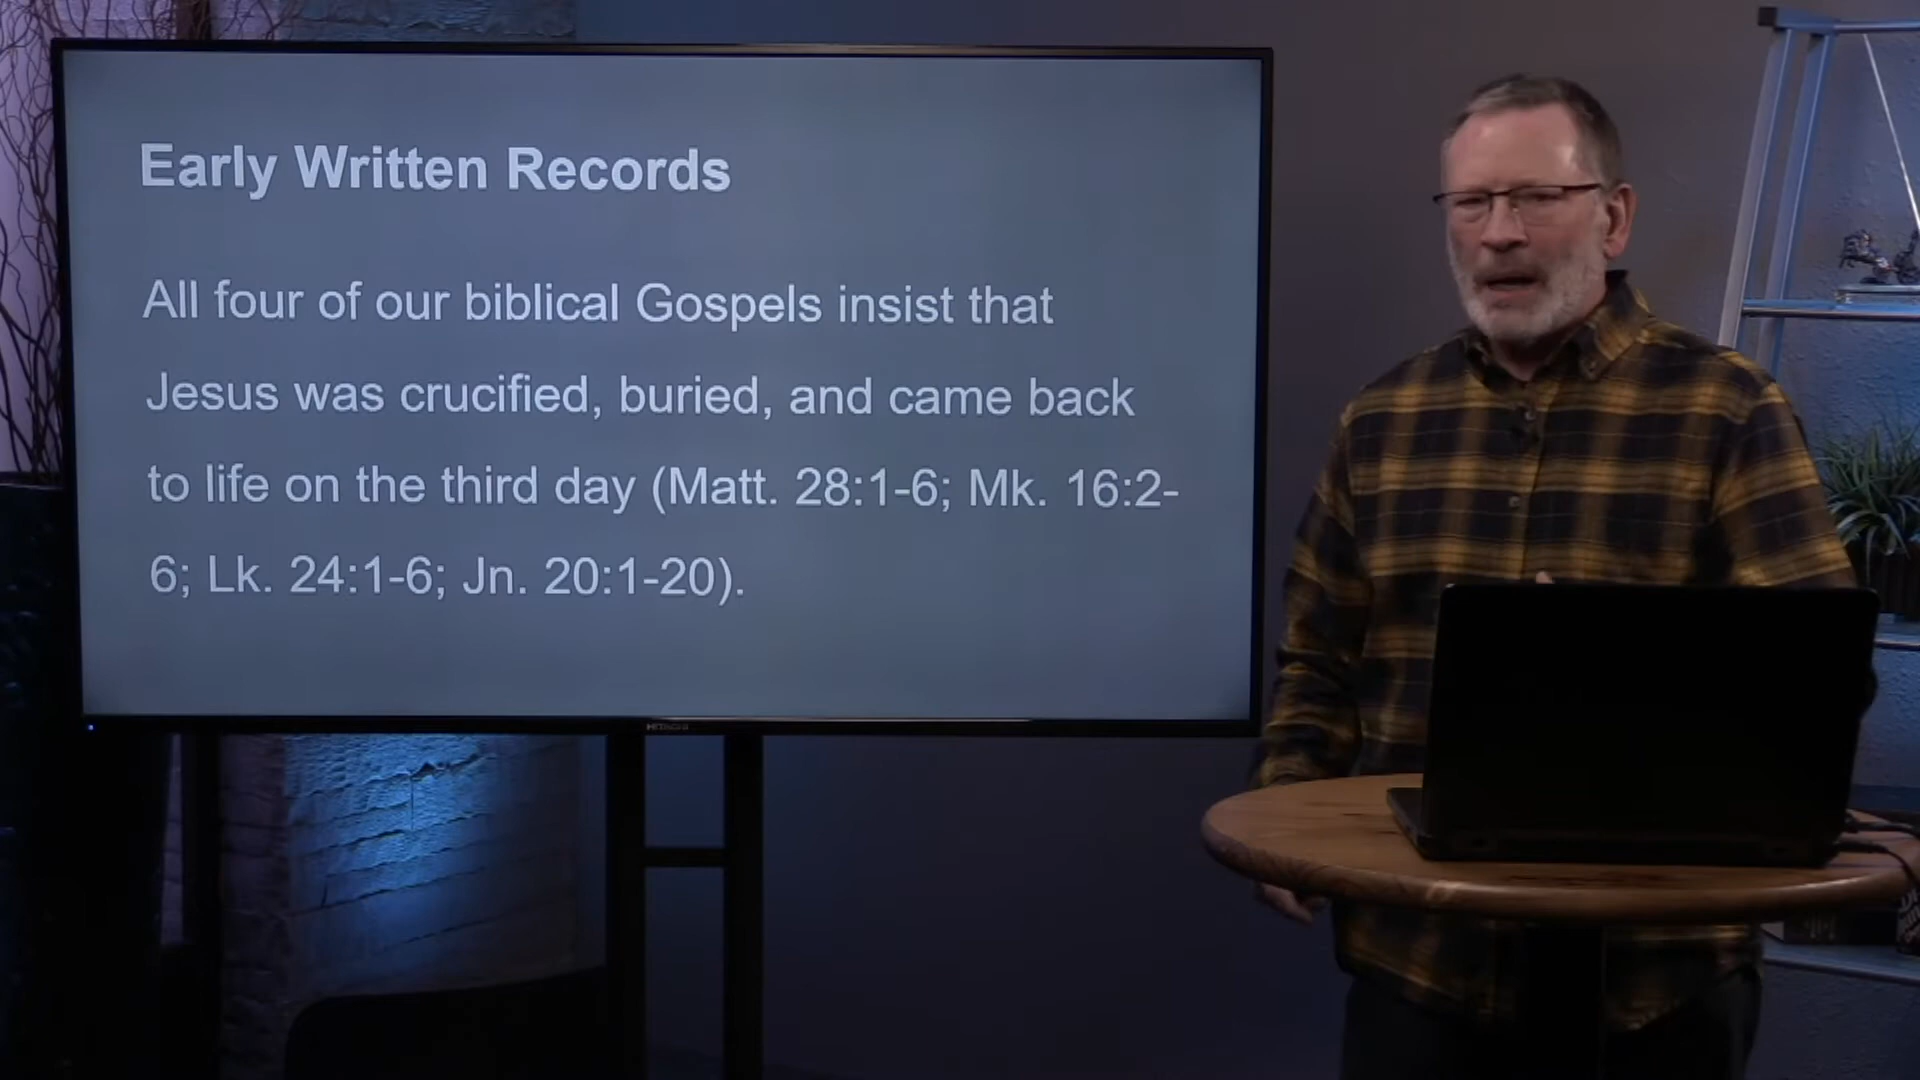 Early Written Records
All four of our biblical Gospels insist that
Jesus was crucified, buried, and came back
to life on the third day (Matt. 28:1-6; Mk. 16:2-
6; Lk. 24:1-6; Jn. 20:1-20).
HITACHI